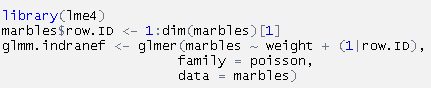 library(lme4)
marbles$row.ID <- 1:dim(marbles)[1]
glmm.indranef <- glmer(marbles ~ weight + (1|row.ID),
family = poisson,
data = marbles)